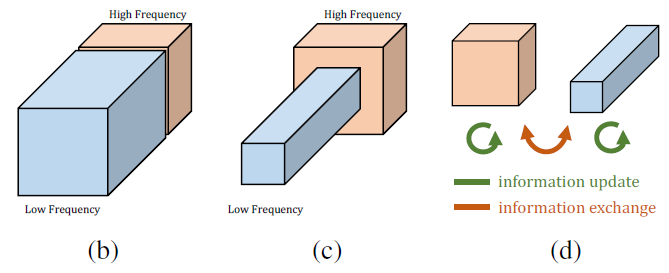 High Frequency
High Frequency
Low Frequency
Low Frequency
information update
information exchange
(b)
(c)
(d)